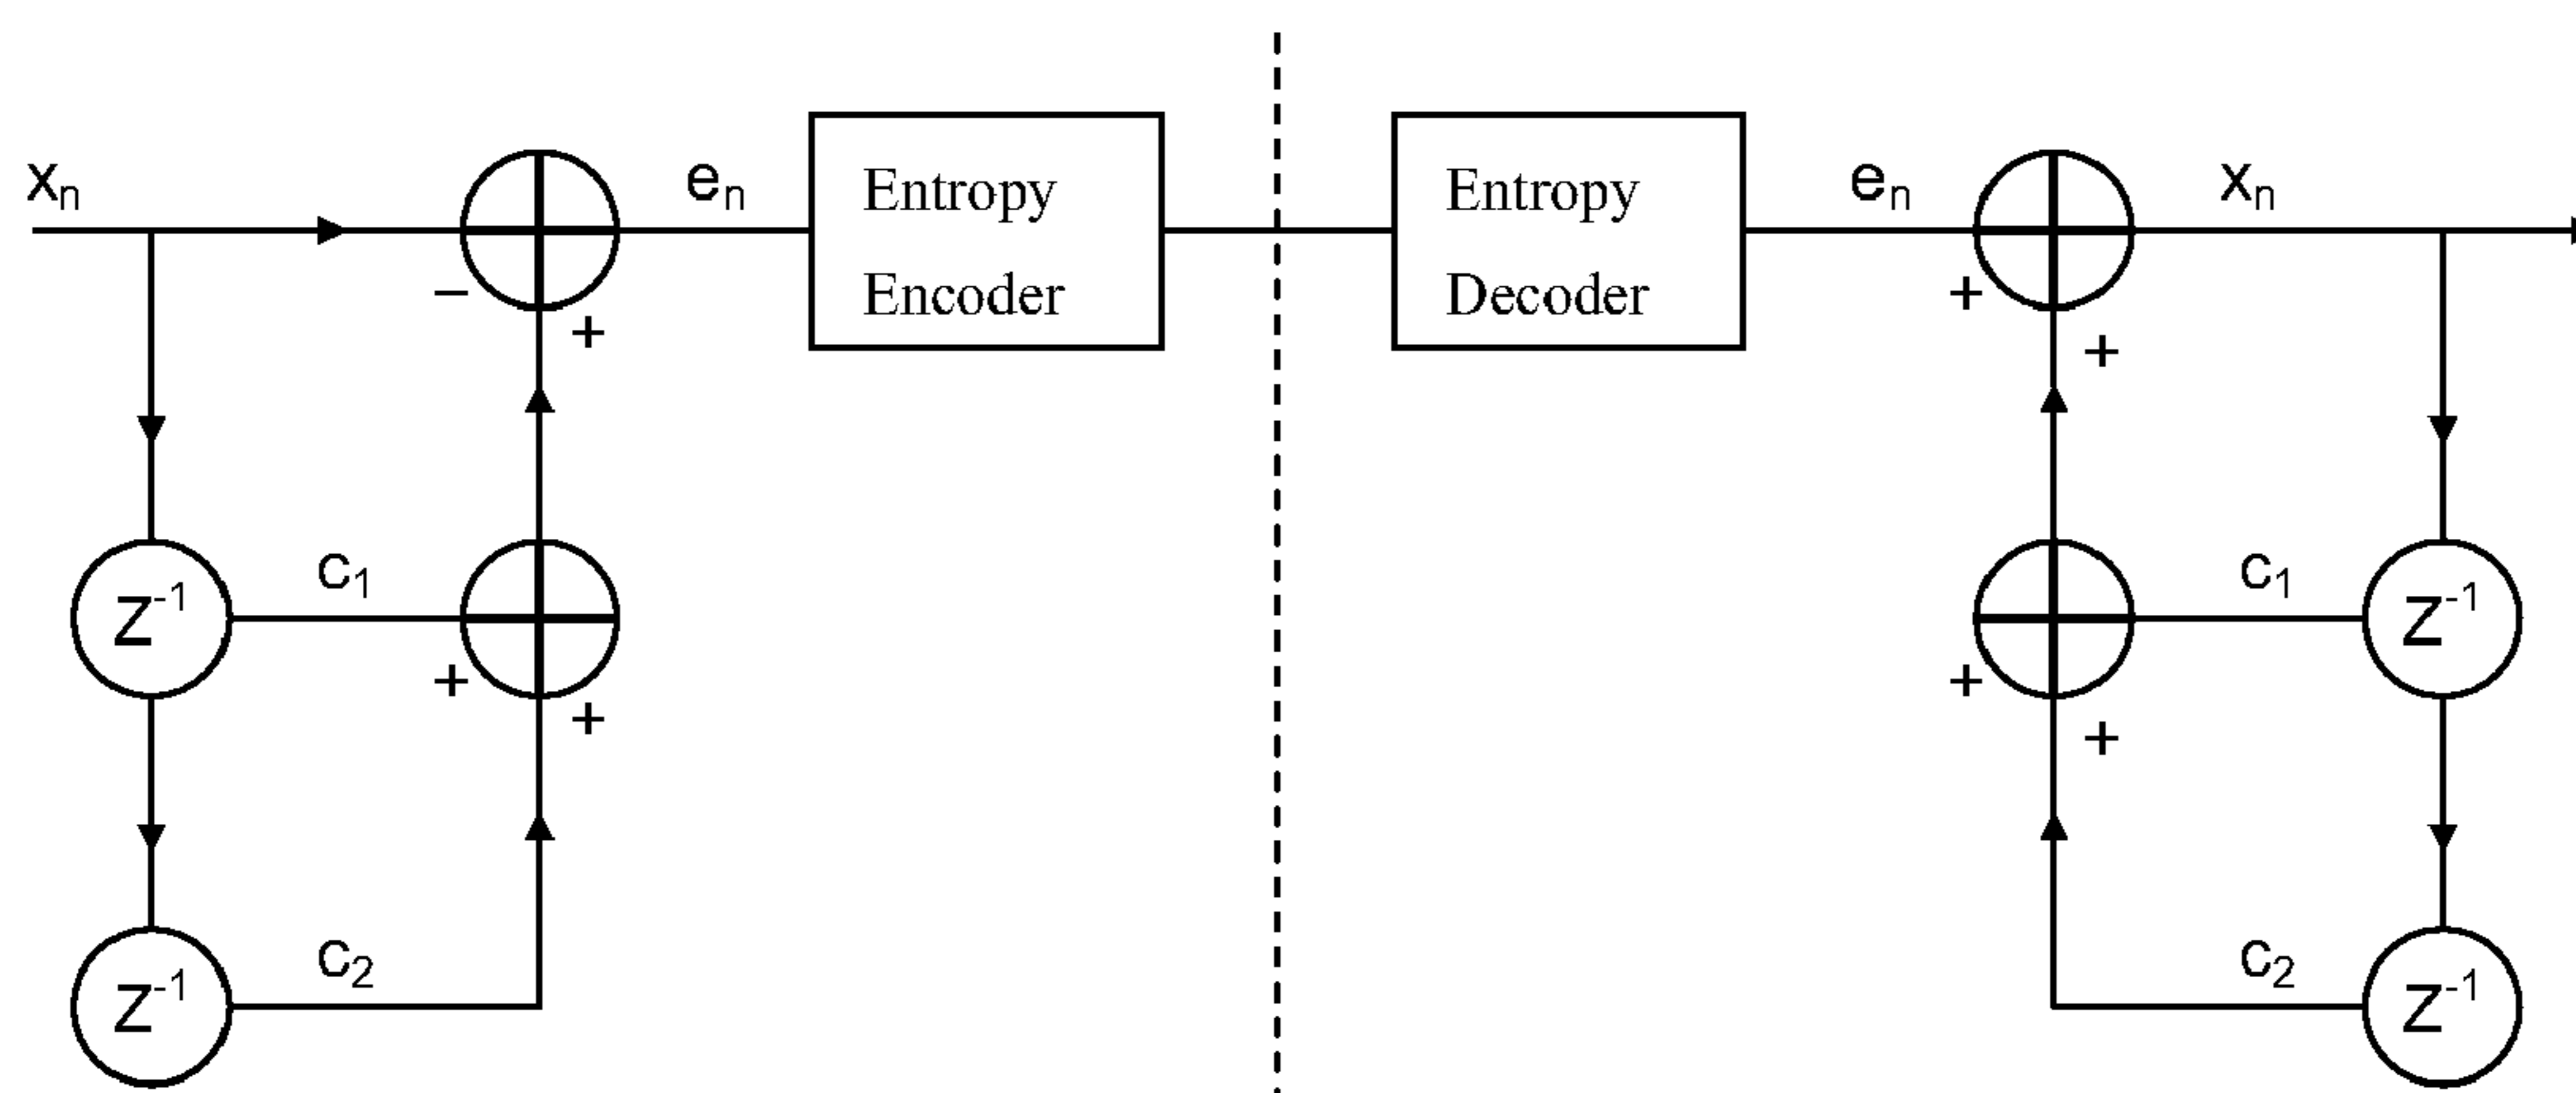 xₙ
−
+
eₙ
Entropy
Encoder
Entropy
Decoder
eₙ
+
+
xₙ
Z⁻¹
c₁
+
+
+
+
c₁
Z⁻¹
Z⁻¹
c₂
c₂
Z⁻¹